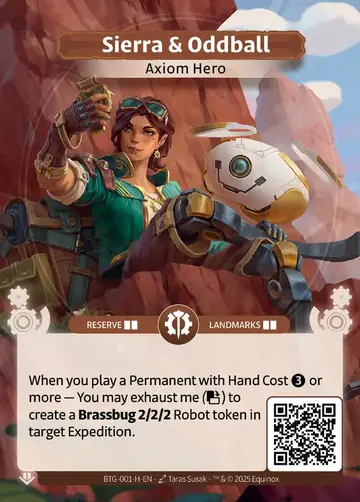 Sierra & Oddball
Axiom Hero
RESERVE
LANDMARKS
When you play a Permanent with Hand Cost 3 or
more — You may exhaust me ( ) to
create a Brassbug 2/2/2 Robot token in
target Expedition.
BTG-001-H-EN - Taras Susak - ™ & © 2025 Equinox